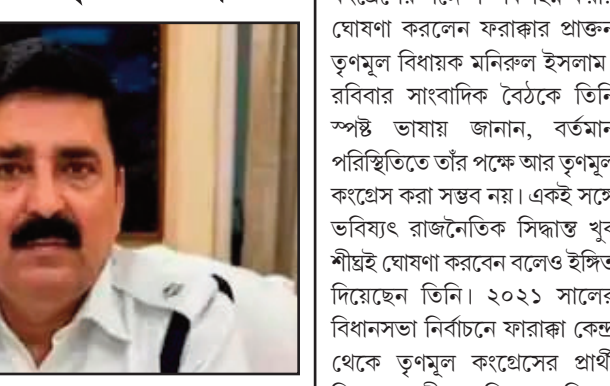 ঘোষণা করলেন ফরাক্কার প্রাক্তন
তৃণমূল বিধায়ক মনিরুল ইসলাম
রবিবার সাংবাদিক বৈঠকে তিনি
স্পষ্ট ভাষায় জানান, বর্তমান
পরিস্থিতিতে তাঁর পক্ষে আর তৃণমূল
কংগ্রেস করা সম্ভব নয়। একই সঙ্গে
ভবিষ্যৎ রাজনৈতিক সিদ্ধান্ত খুব
শীঘ্রই ঘোষণা করবেন বলেও ইঙ্গিত
দিয়েছেন তিনি। ২০২১ সালের
বিধানসভা নির্বাচনে ফারাক্কা কেন্দ্র
থেকে তৃণমূল কংগ্রেসের প্রার্থী